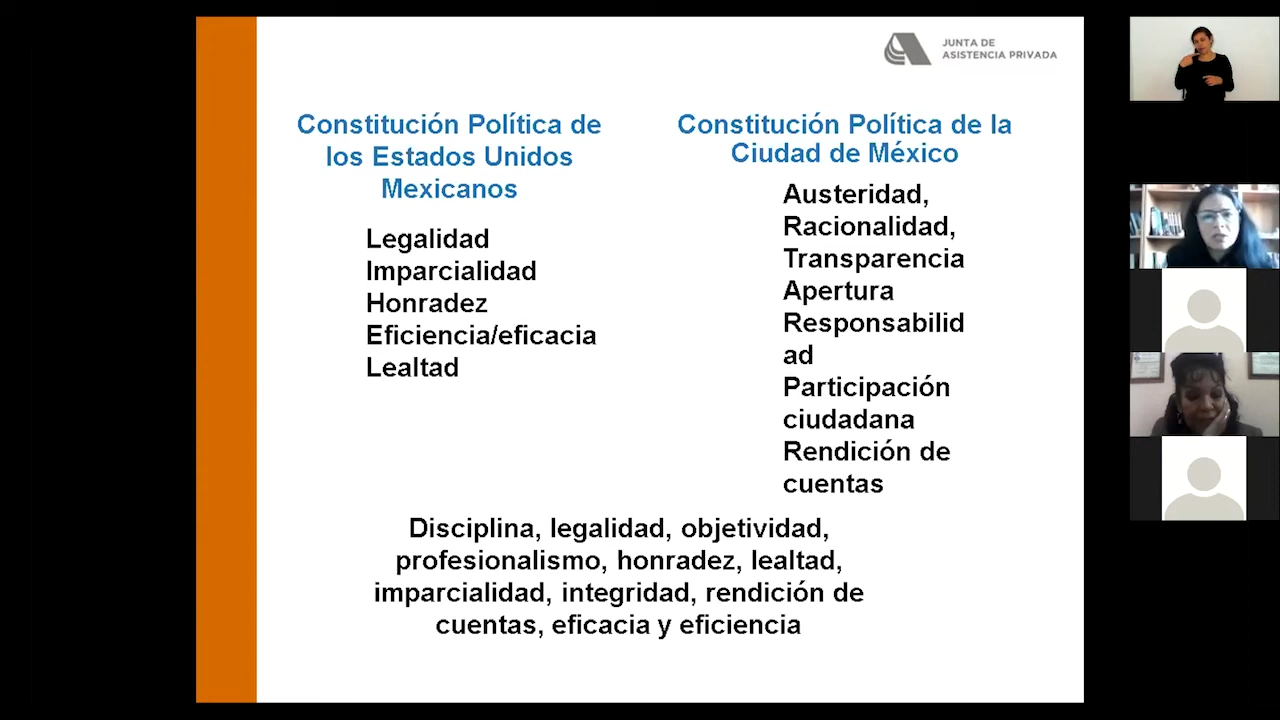 JUNTA DE
ASISTENCIA PRIVADA
Constitución Política de
los Estados Unidos
Mexicanos
Legalidad
Imparcialidad
Honradez
Eficiencia/eficacia
Lealtad
Constitución Política de la
Ciudad de México
Austeridad,
Racionalidad,
Transparencia
Apertura
Responsabilid
ad
Participación
ciudadana
Rendición de
cuentas
Disciplina, legalidad, objetividad,
profesionalismo, honradez, lealtad,
imparcialidad, integridad, rendición de
cuentas, eficacia y eficiencia